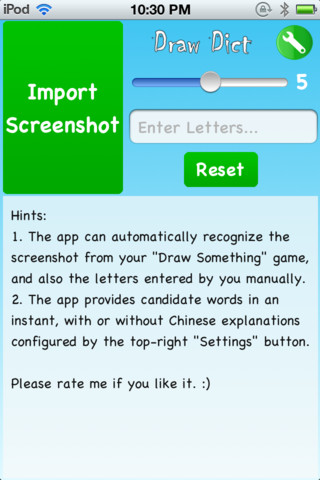 iPod 10:30 PM
Draw Dict
Import
Screenshot
5
Enter Letters...
Reset
Hints:
1. The app can automatically recognize the
screenshot from your "Draw Something" game,
and also the letters entered by you manually.
2. The app provides candidate words in an
instant, with or without Chinese explanations
configured by the top-right "Settings" button.
Please rate me if you like it. :)